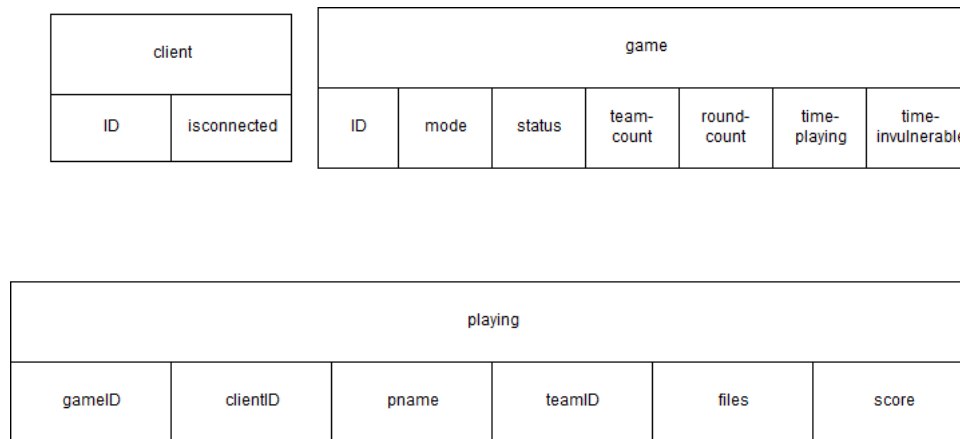 client
game
ID
isconnected
ID
mode
status
team-
count
round-
count
time-
playing
time-
invulnerable
playing
gameID
clientID
pname
teamID
files
score